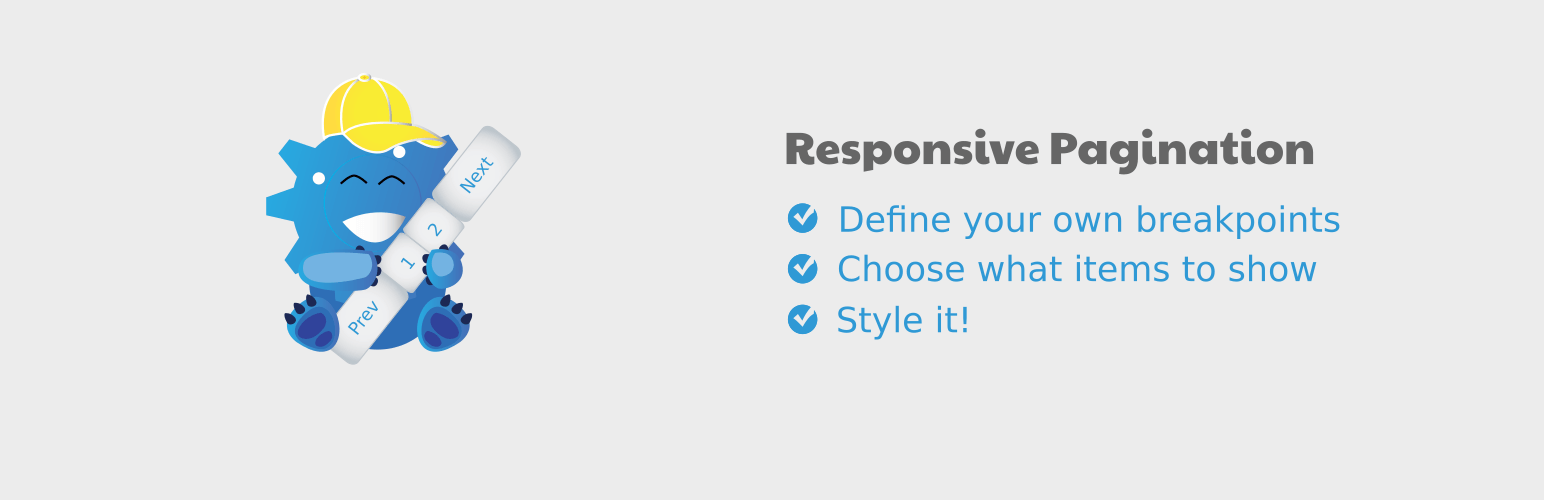 Responsive Pagination
Define your own breakpoints
Choose what items to show
Style it!
Next
2
1
Prev